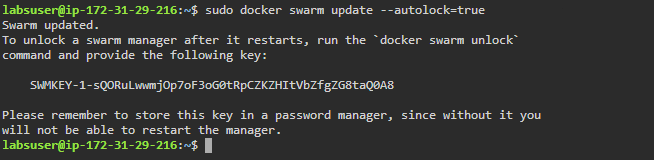 labsuser@ip-172-31-29-216:~$ sudo docker swarm update --autolock=true
Swarm updated.
To unlock a swarm manager after it restarts, run the `docker swarm unlock`
command and provide the following key:
SWMKEY-1-sQORuLwwmjOp7oF3oG0tRpCZKZHItVbZfgZG8taQ0A8
Please remember to store this key in a password manager, since without it you
will not be able to restart the manager.
labsuser@ip-172-31-29-216:~$